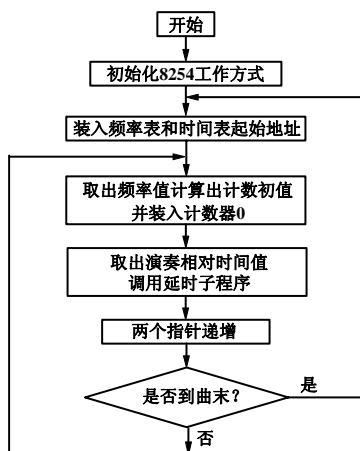 开始
初始化8254工作方式
装入频率表和时间表起始地址
取出频率值计算出计数初值
并装入计数器0
取出演奏相对时间值
调用延时子程序
两个指针递增
是否到曲末？
是
否